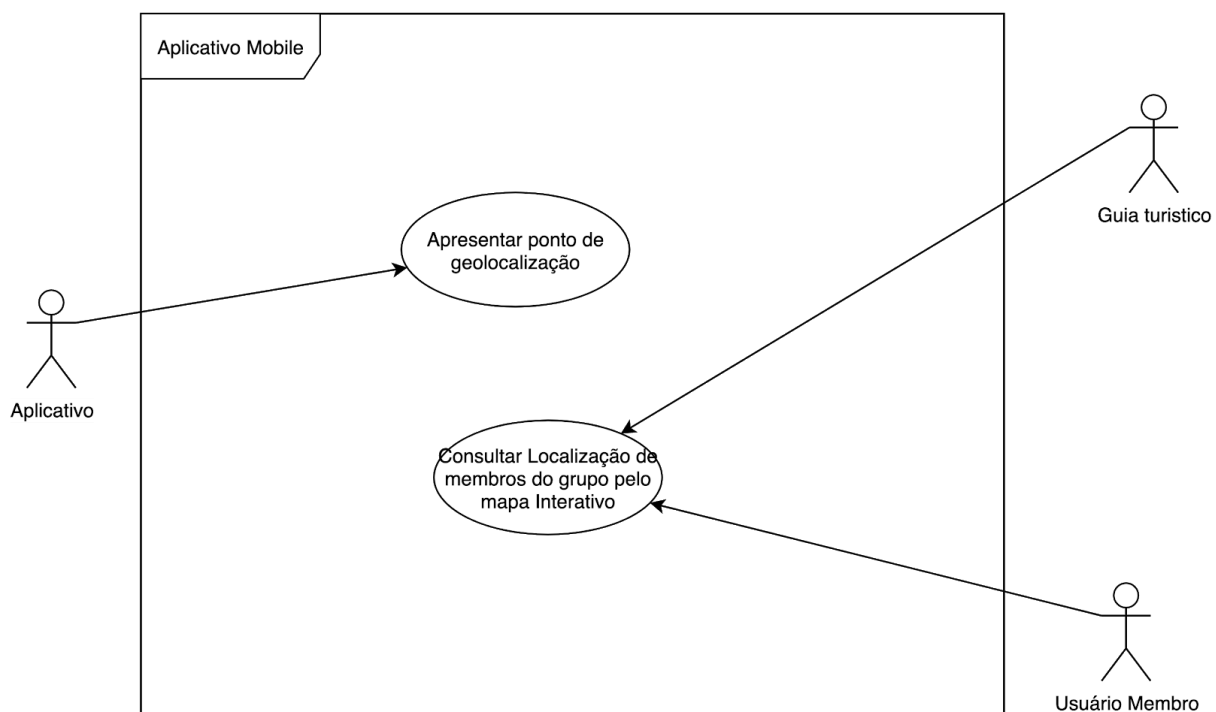 Aplicativo Mobile
Guia turistico
Apresentar ponto de
geolocalização
Aplicativo
Consultar Localização de
membros do grupo pelo
mapa Interativo
Usuário Membro